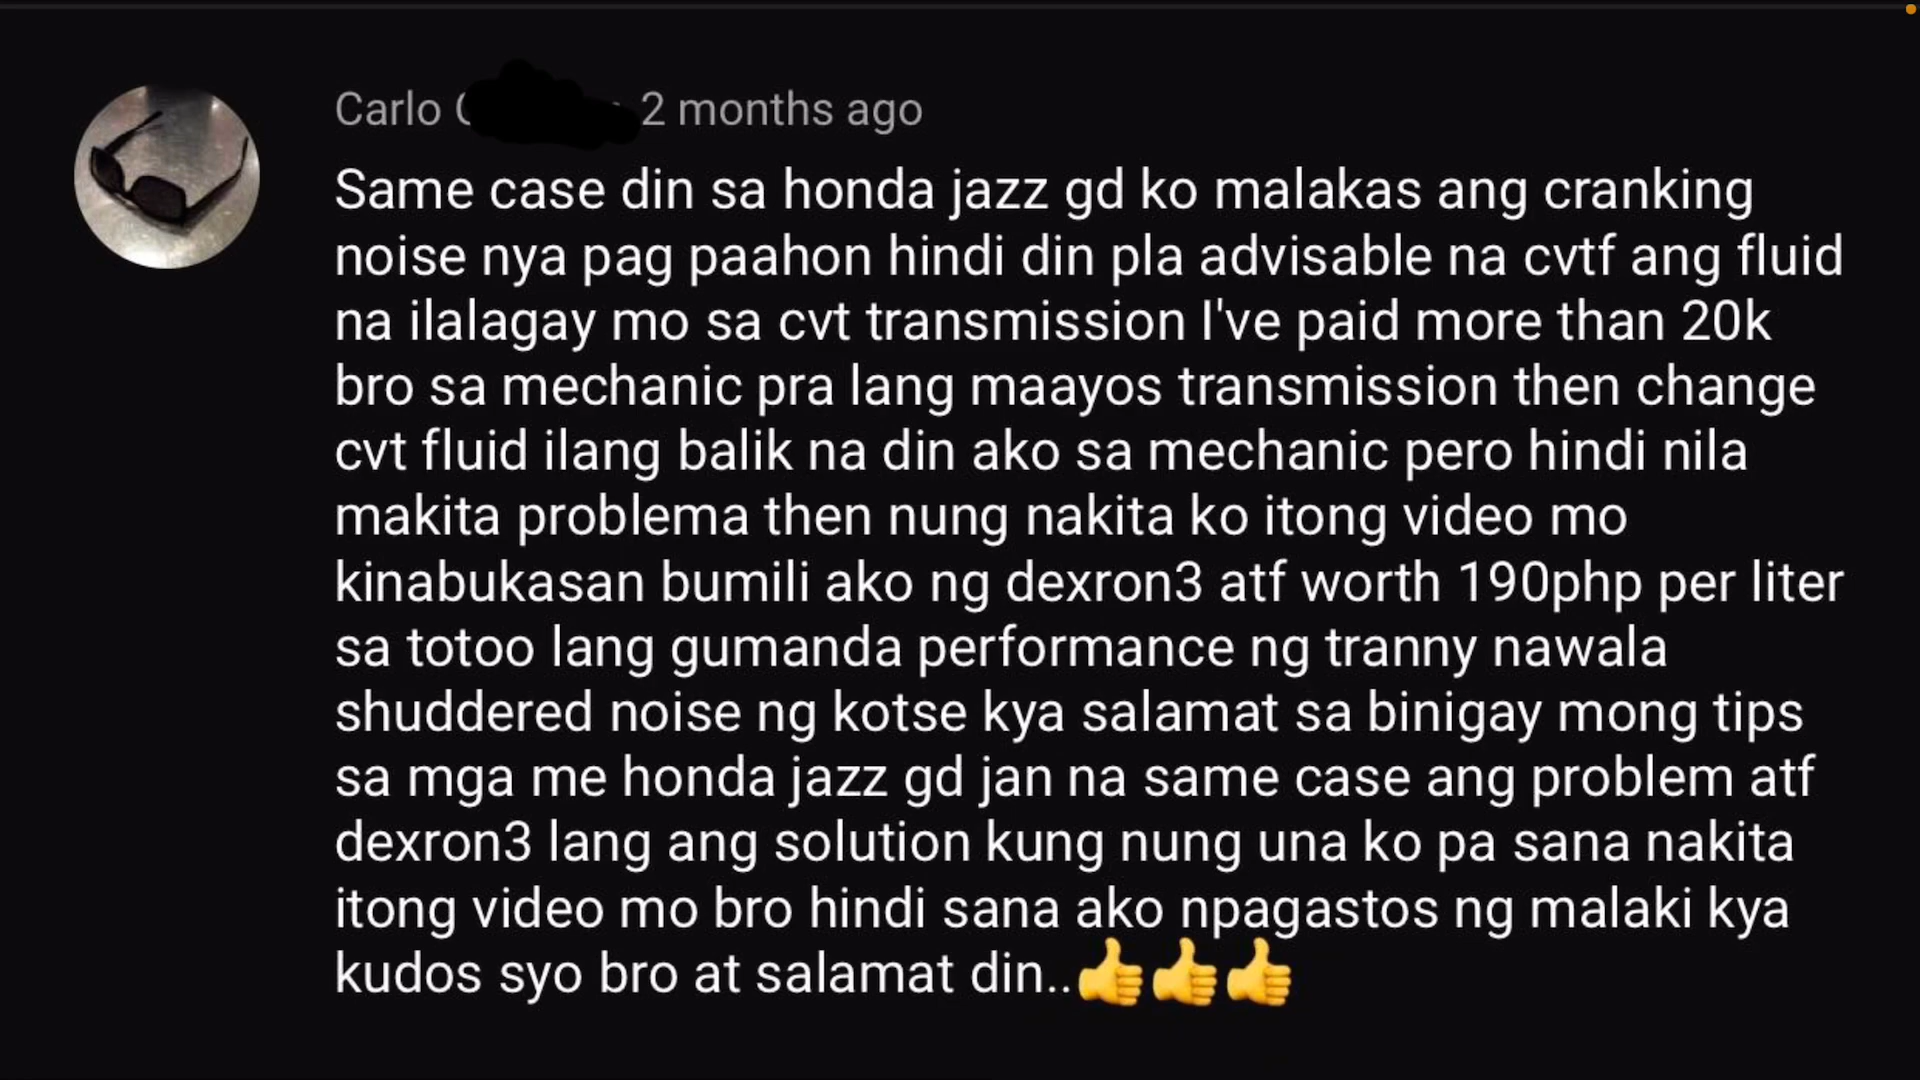 Carlo 2 months ago
Same case din sa honda jazz gd ko malakas ang cranking
noise nya pag paahon hindi din pla advisable na cvtf ang fluid
na ilalagay mo sa cvt transmission I've paid more than 20k
bro sa mechanic pra lang maayos transmission then change
cvt fluid ilang balik na din ako sa mechanic pero hindi nila
makita problema then nung nakita ko itong video mo
kinabukasan bumili ako ng dexron3 atf worth 190php per liter
sa totoo lang gumanda performance ng tranny nawala
shuddered noise ng kotse kya salamat sa binigay mong tips
sa mga me honda jazz gd jan na same case ang problem atf
dexron3 lang ang solution kung nung una ko pa sana nakita
itong video mo bro hindi sana ako npagastos ng malaki kya
kudos syo bro at salamat din..👍👍👍